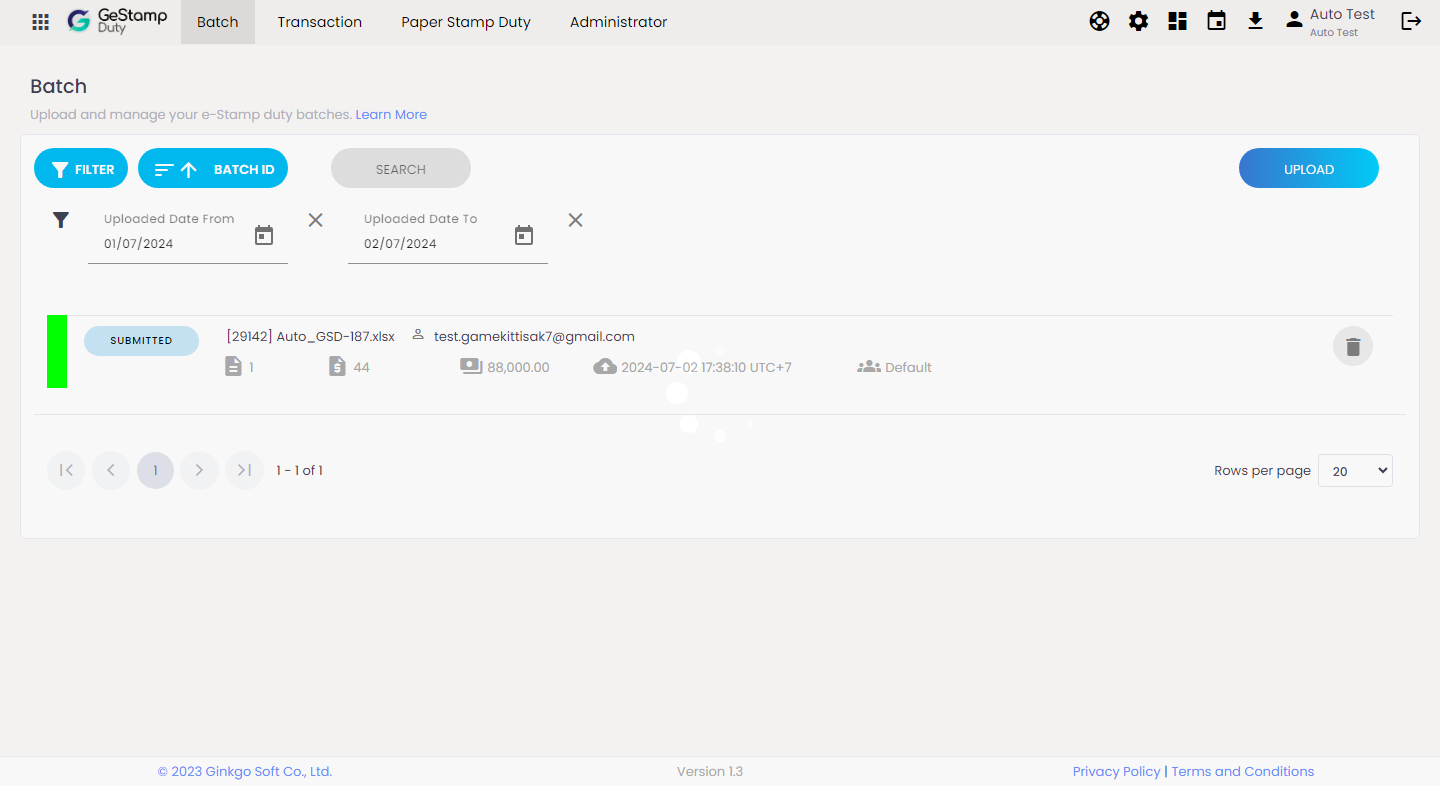 GeStamp
Duty
Batch
Transaction
Paper Stamp Duty
Administrator
Auto Test
Auto Test
Batch
Upload and manage your e-Stamp duty batches. Learn More
FILTER
BATCH ID
SEARCH
UPLOAD
Uploaded Date From
01/07/2024
Uploaded Date To
02/07/2024
SUBMITTED
[29142] Auto_GSD-187.xlsx
test.gamekittisak7@gmail.com
1
44
88,000.00
2024-07-02 17:38:10 UTC+7
Default
1
1 - 1 of 1
Rows per page
20
© 2023 Ginkgo Soft Co., Ltd.
Version 1.3
Privacy Policy | Terms and Conditions